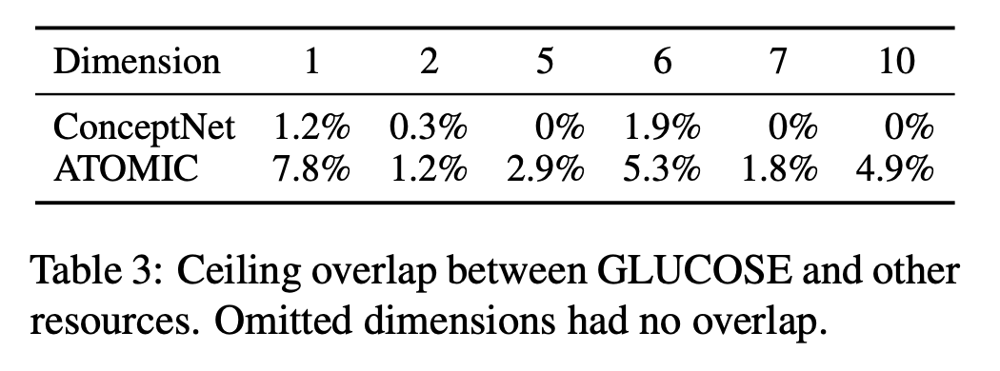 Dimension 1 2 5 6 7 10
ConceptNet 1.2% 0.3% 0% 1.9% 0% 0%
ATOMIC 7.8% 1.2% 2.9% 5.3% 1.8% 4.9%
Table 3: Ceiling overlap between GLUCOSE and other
resources. Omitted dimensions had no overlap.